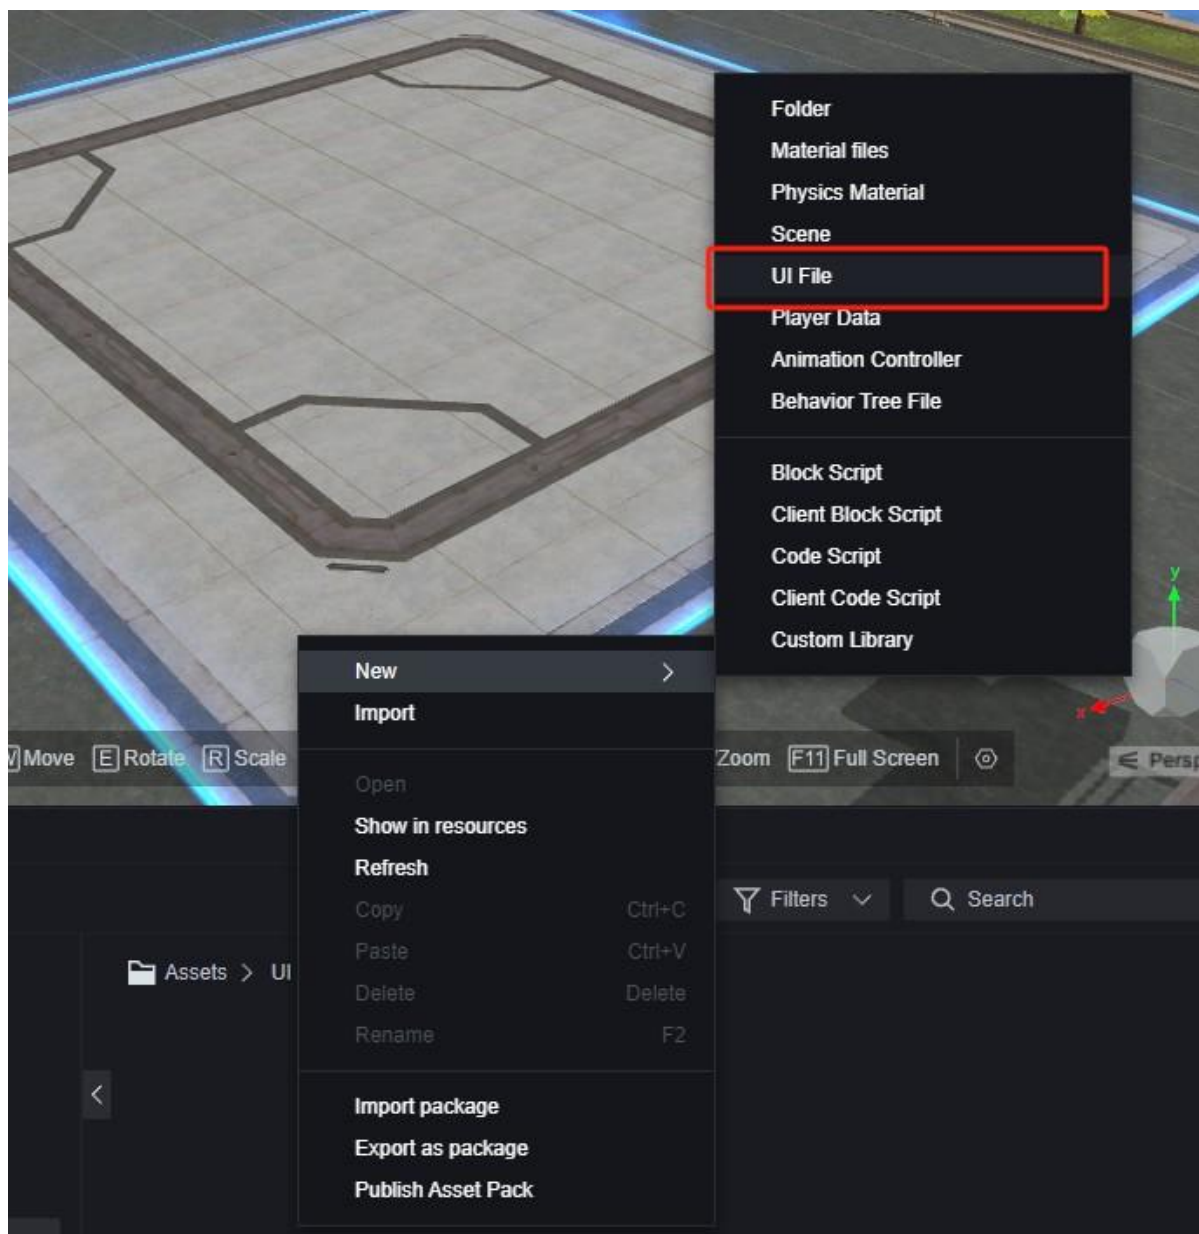 Folder
Material files
Physics Material
Scene
UI File
Player Data
Animation Controller
Behavior Tree File
Block Script
Client Block Script
Code Script
Client Code Script
Custom Library
y
x
New
Import
Move E Rotate R Scale
Zoom F11 Full Screen
Persp
Open
Show in resources
Refresh
Copy Ctrl+C
Paste Ctrl+V
Delete Delete
Rename F2
Import package
Export as package
Publish Asset Pack
Filters Search
Assets > UI